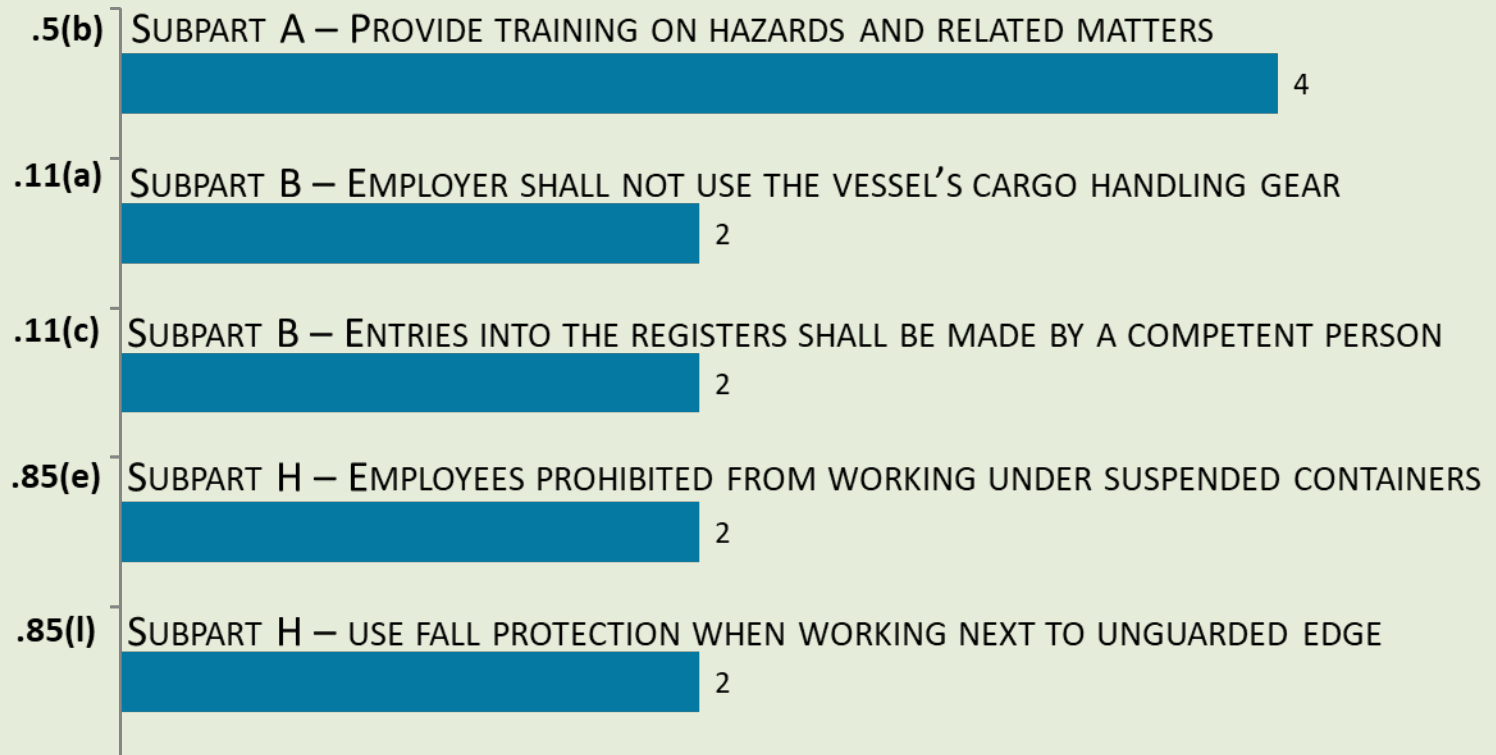 .5(b) SUBPART A – PROVIDE TRAINING ON HAZARDS AND RELATED MATTERS
4
.11(a) SUBPART B – EMPLOYER SHALL NOT USE THE VESSEL’S CARGO HANDLING GEAR
2
.11(c) SUBPART B – ENTRIES INTO THE REGISTERS SHALL BE MADE BY A COMPETENT PERSON
2
.85(e) SUBPART H – EMPLOYEES PROHIBITED FROM WORKING UNDER SUSPENDED CONTAINERS
2
.85(l) SUBPART H – USE FALL PROTECTION WHEN WORKING NEXT TO UNGUARDED EDGE
2